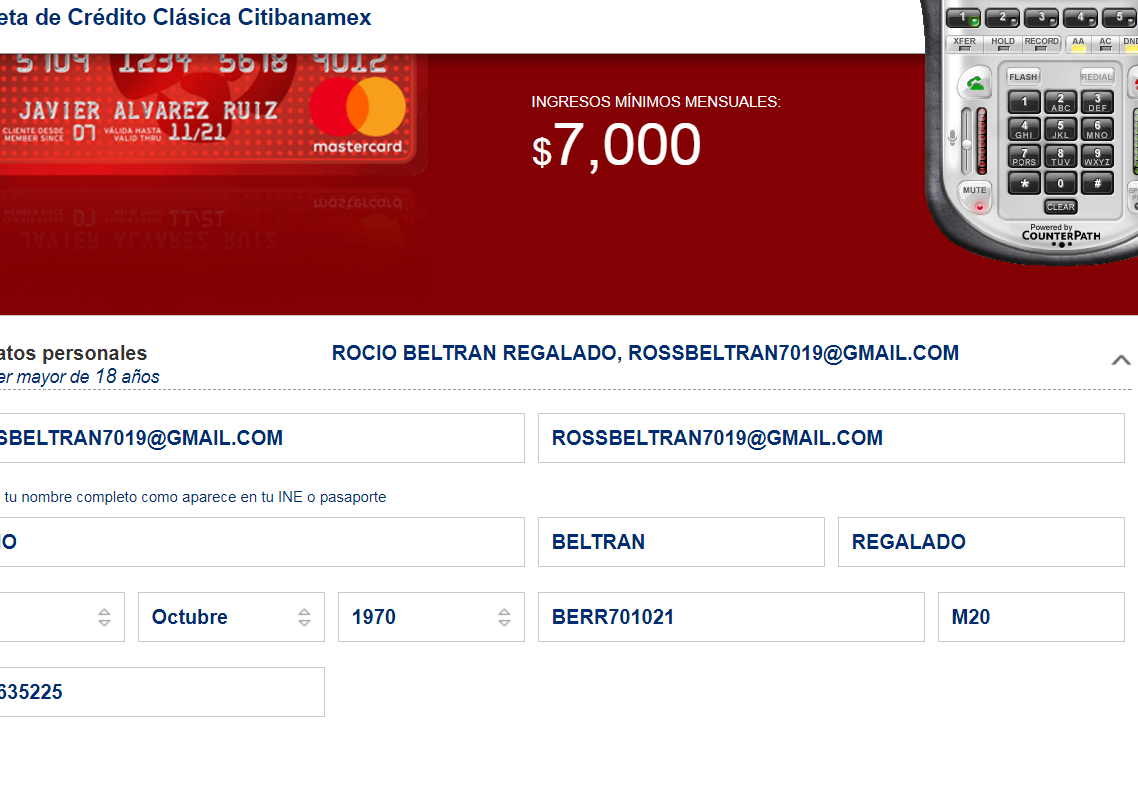 eta de Crédito Clásica Citibanamex
5104 1234 5678 9012
JAVIER ALVAREZ RUIZ
CLIENTE DESDE MEMBER SINCE 07 VÁLIDA HASTA VALID THRU 11/21
mastercard
INGRESOS MÍNIMOS MENSUALES:
$7,000
1 2 3 4 5
XFER HOLD RECORD AA AC DND
FLASH REDIAL
1 2 ABC 3 DEF
4 GHI 5 JKL 6 MNO
7 PQRS 8 TUV 9 WXYZ
MUTE * 0 #
CLEAR
Powered by
COUNTERPATH
atos personales ROCIO BELTRAN REGALADO, ROSSBELTRAN7019@GMAIL.COM
er mayor de 18 años
SBELTRAN7019@GMAIL.COM ROSSBELTRAN7019@GMAIL.COM
tu nombre completo como aparece en tu INE o pasaporte
IO BELTRAN REGALADO
Octubre 1970 BERR701021 M20
635225